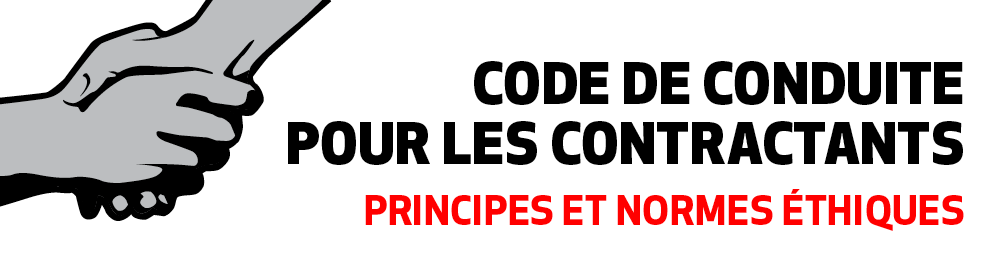 CODE DE CONDUITE
POUR LES CONTRACTANTS
PRINCIPES ET NORMES ÉTHIQUES